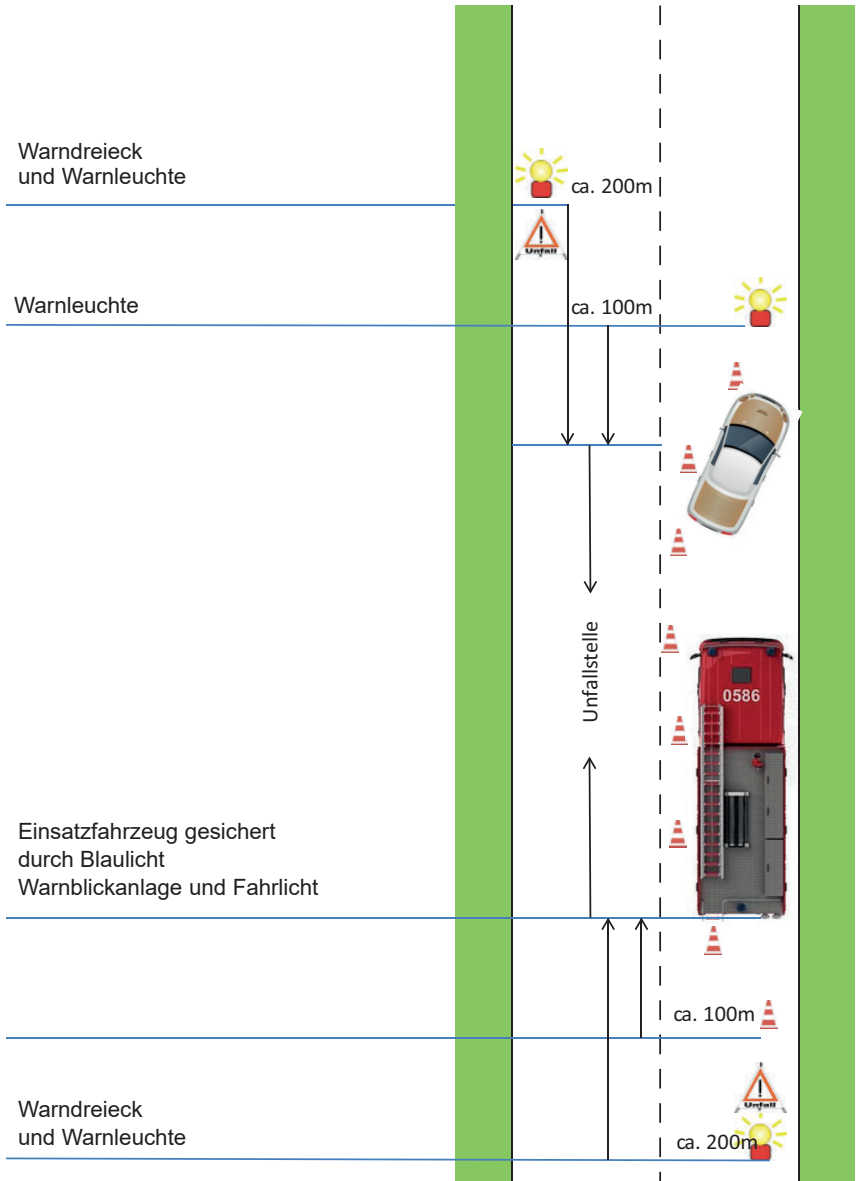 Warndreieck
und Warnleuchte
ca. 200m
Unfall
Warnleuchte
ca. 100m
Unfallstelle
0586
Einsatzfahrzeug gesichert
durch Blaulicht
Warnblickanlage und Fahrlicht
ca. 100m
Unfall
Warndreieck
und Warnleuchte
ca. 200m